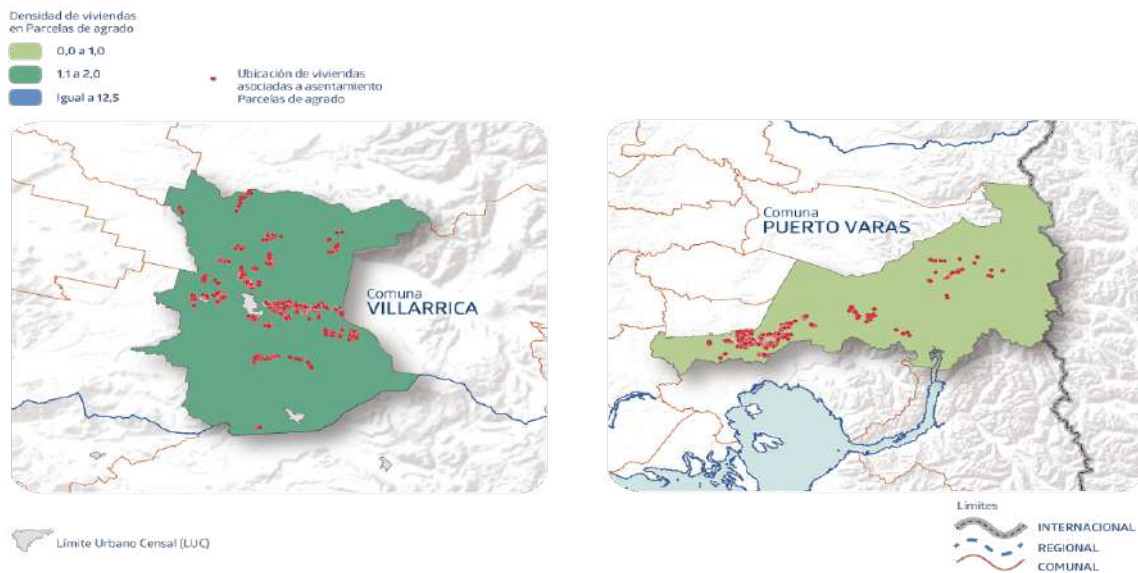 Densidad de viviendas
en Parcelas de agrado
0,0 a 1,0
1,1 a 2,0
Igual a 12,5
Ubicación de viviendas
asociadas a asentamiento
Parcelas de agrado
Comuna
VILLARRICA
Comuna
PUERTO VARAS
Límite Urbano Censal (LUC)
Límites
INTERNACIONAL
REGIONAL
COMUNAL